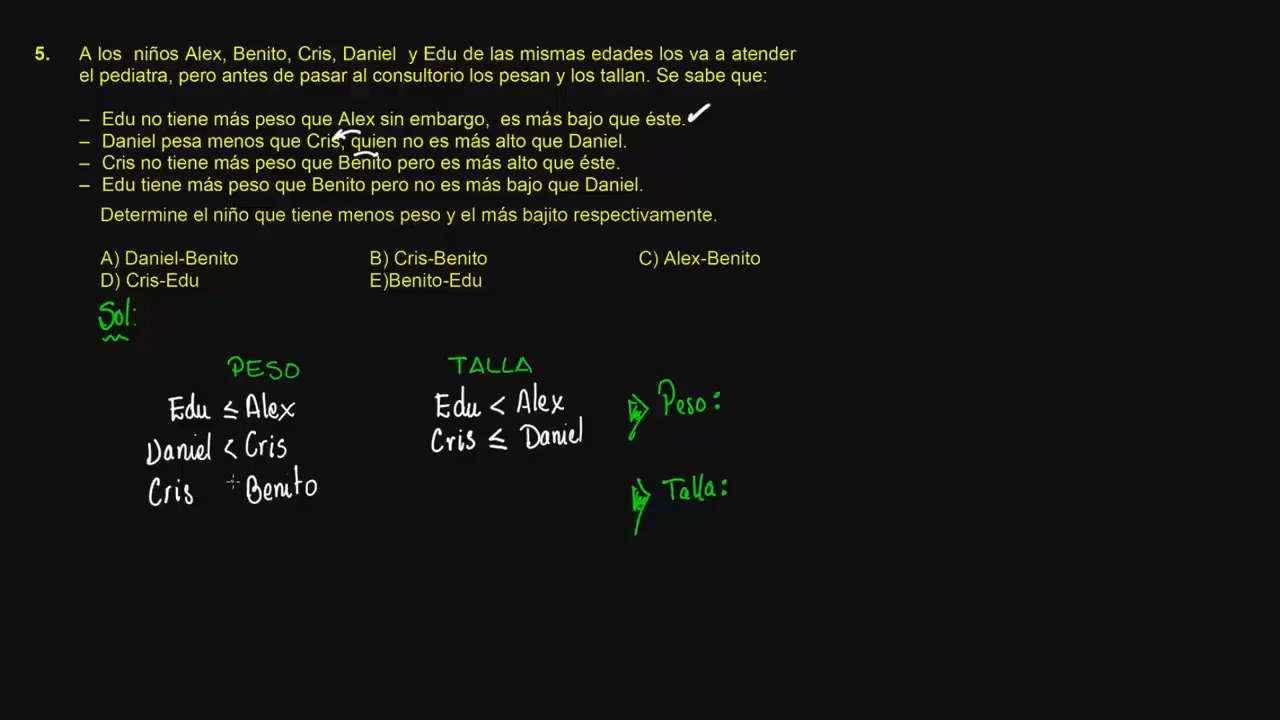 5. A los niños Alex, Benito, Cris, Daniel y Edu de las mismas edades los va a atender
el pediatra, pero antes de pasar al consultorio los pesan y los tallan. Se sabe que:
– Edu no tiene más peso que Alex sin embargo, es más bajo que éste.
– Daniel pesa menos que Cris, quien no es más alto que Daniel.
– Cris no tiene más peso que Benito pero es más alto que éste.
– Edu tiene más peso que Benito pero no es más bajo que Daniel.
Determine el niño que tiene menos peso y el más bajito respectivamente.
A) Daniel-Benito B) Cris-Benito C) Alex-Benito
D) Cris-Edu E)Benito-Edu
Sol:
PESO TALLA
Edu ≤ Alex Edu < Alex Peso:
Daniel < Cris Cris ≤ Daniel
Cris Benito Talla: